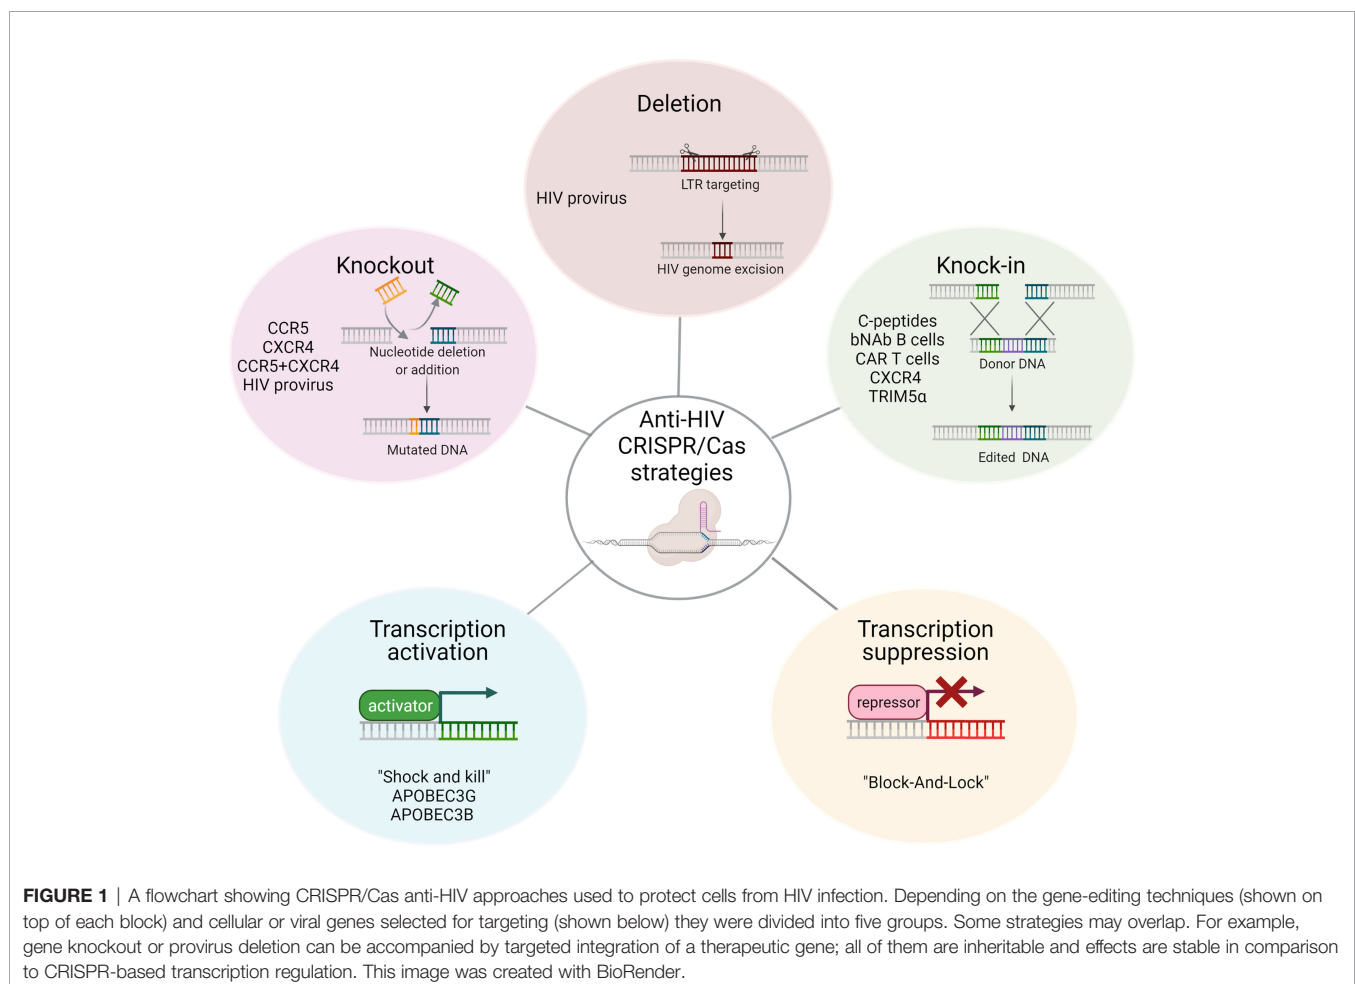 Deletion
HIV provirus
LTR targeting
HIV genome excision
Knockout
CCR5
CXCR4
CCR5+CXCR4
HIV provirus
Nucleotide deletion
or addition
Mutated DNA
Knock-in
C-peptides
bNAb B cells
CAR T cells
CXCR4
TRIM5α
Donor DNA
Edited DNA
Anti-HIV
CRISPR/Cas
strategies
Transcription
activation
activator
"Shock and kill"
APOBEC3G
APOBEC3B
Transcription
suppression
repressor
"Block-And-Lock"
FIGURE 1 | A flowchart showing CRISPR/Cas anti-HIV approaches used to protect cells from HIV infection. Depending on the gene-editing techniques (shown on
top of each block) and cellular or viral genes selected for targeting (shown below) they were divided into five groups. Some strategies may overlap. For example,
gene knockout or provirus deletion can be accompanied by targeted integration of a therapeutic gene; all of them are inheritable and effects are stable in comparison
to CRISPR-based transcription regulation. This image was created with BioRender.